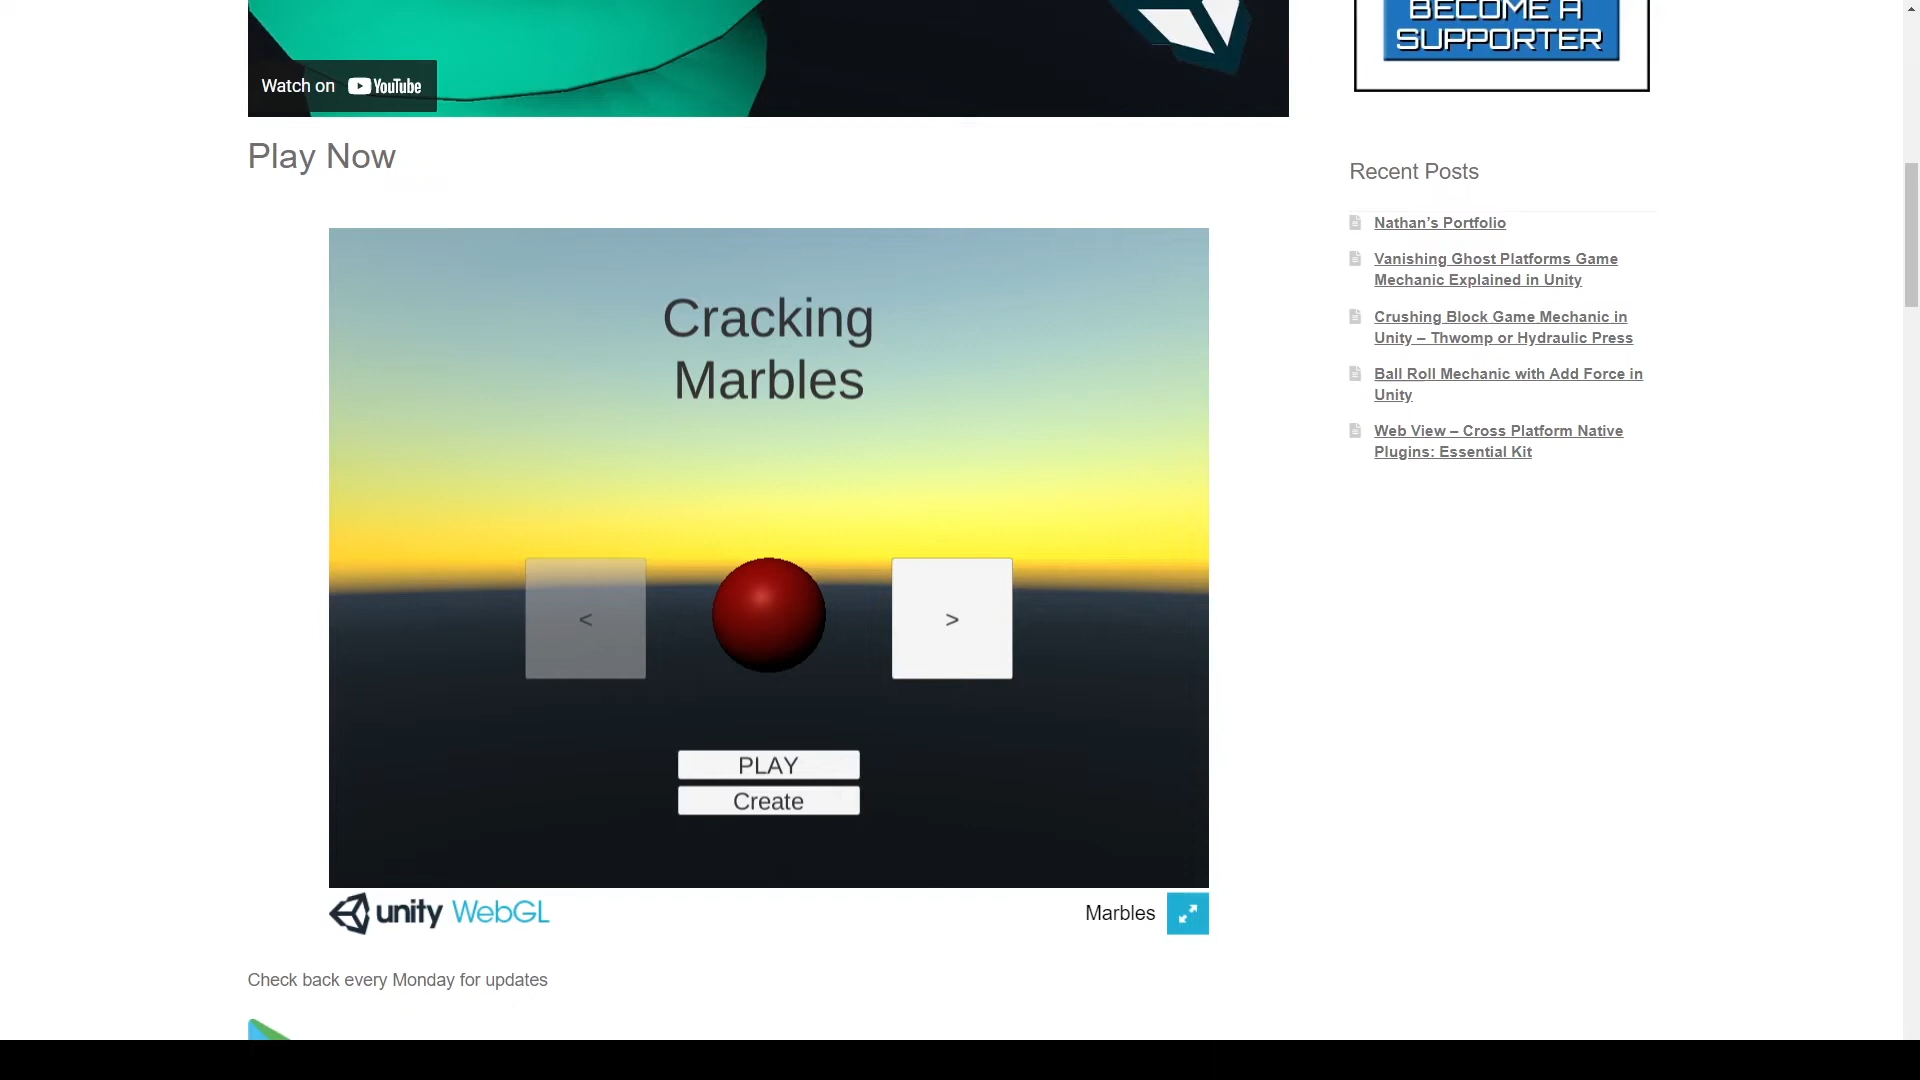 BECOME A
SUPPORTER
Watch on YouTube
Play Now
Recent Posts
Nathan’s Portfolio
Vanishing Ghost Platforms Game
Mechanic Explained in Unity
Crushing Block Game Mechanic in
Unity – Thwomp or Hydraulic Press
Ball Roll Mechanic with Add Force in
Unity
Web View – Cross Platform Native
Plugins: Essential Kit
Cracking
Marbles
<
>
PLAY
Create
unity WebGL
Marbles
Check back every Monday for updates